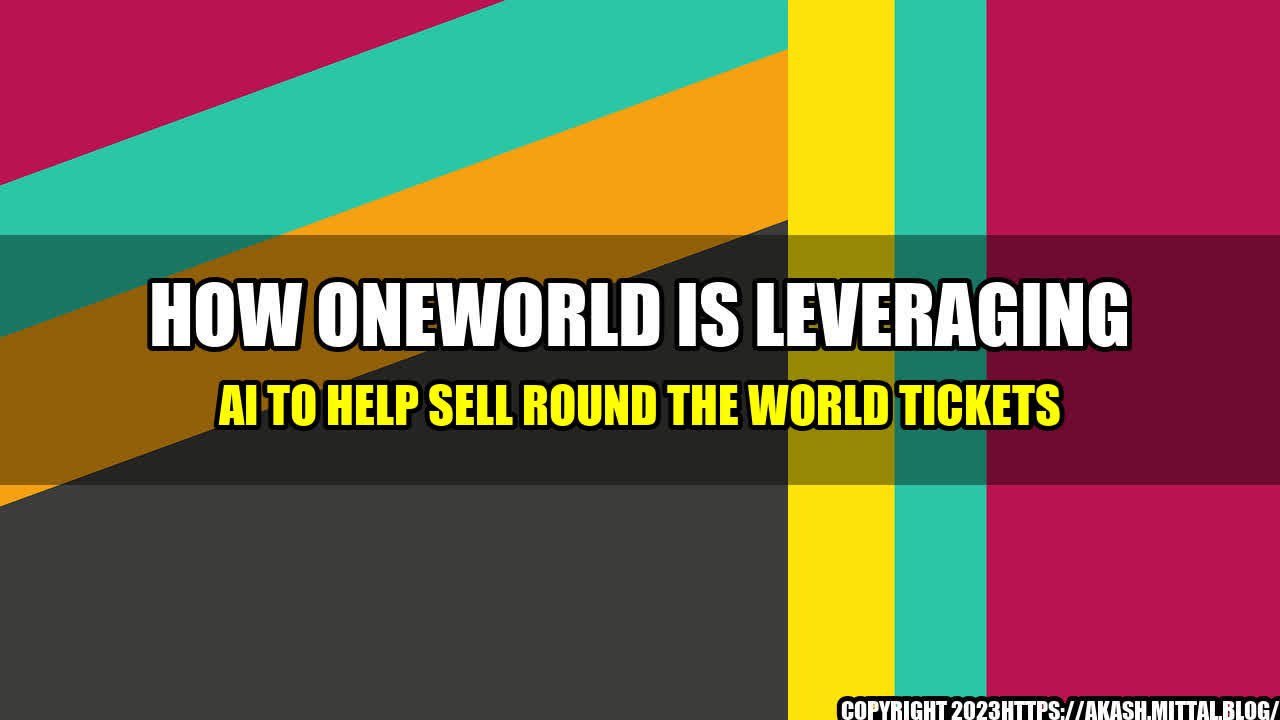 HOW ONEWORLD IS LEVERAGING
AI TO HELP SELL ROUND THE WORLD TICKETS
COPYRIGHT 2023HTTPS://AKASH.MITTAL.BLOG/